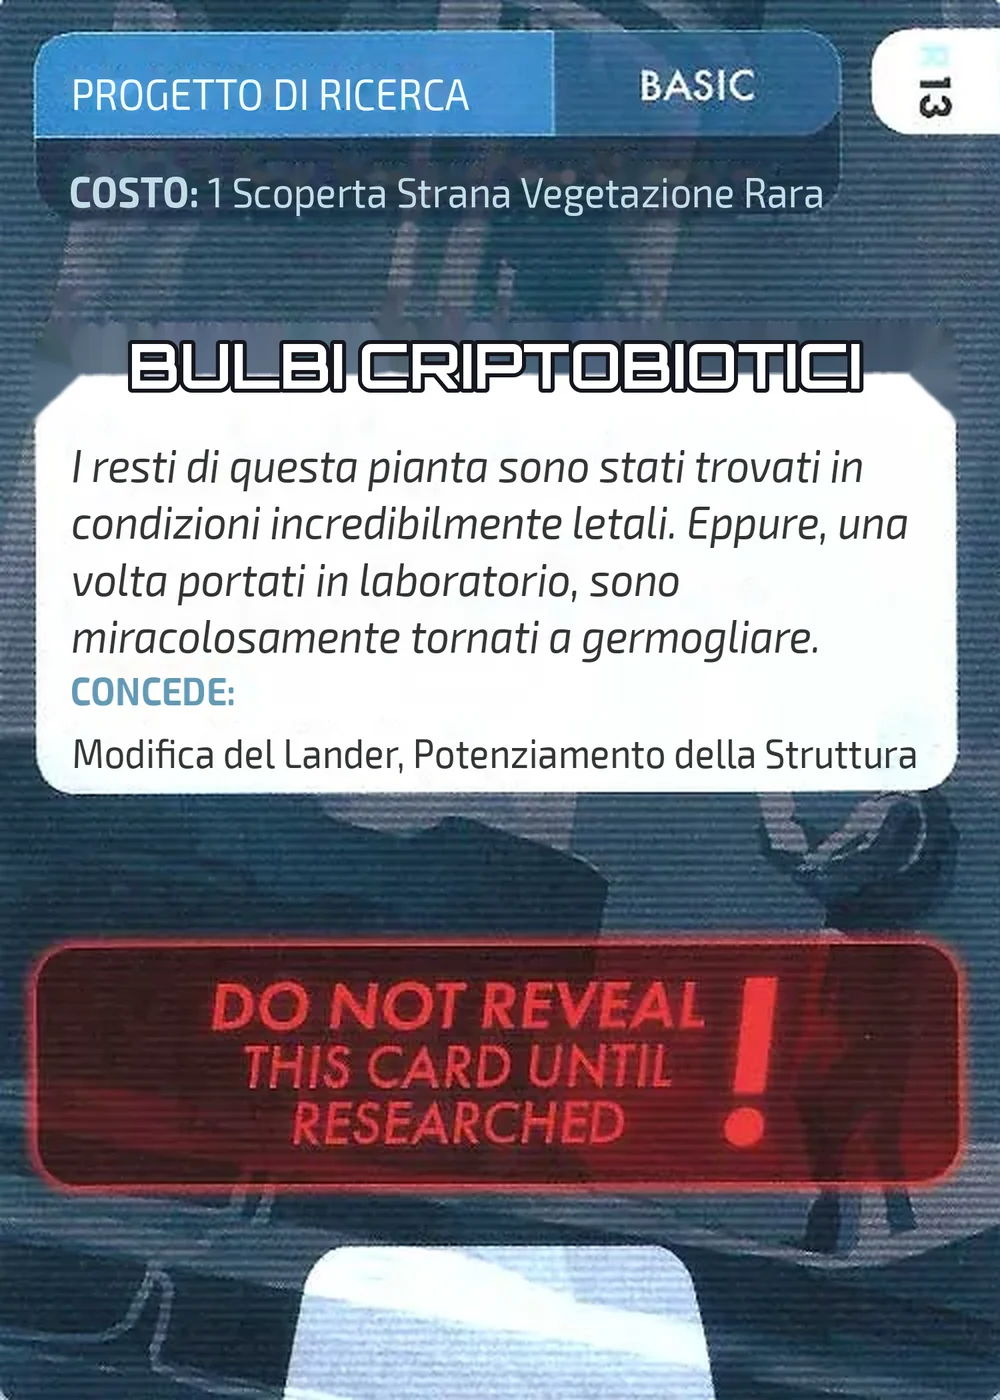 PROGETTO DI RICERCA
BASIC
R 13
COSTO: 1 Scoperta Strana Vegetazione Rara
BULBI CRIPTOBIOTICI
I resti di questa pianta sono stati trovati in
condizioni incredibilmente letali. Eppure, una
volta portati in laboratorio, sono
miracolosamente tornati a germogliare.
CONCEDE:
Modifica del Lander, Potenziamento della Struttura
DO NOT REVEAL
THIS CARD UNTIL
RESEARCHED
!